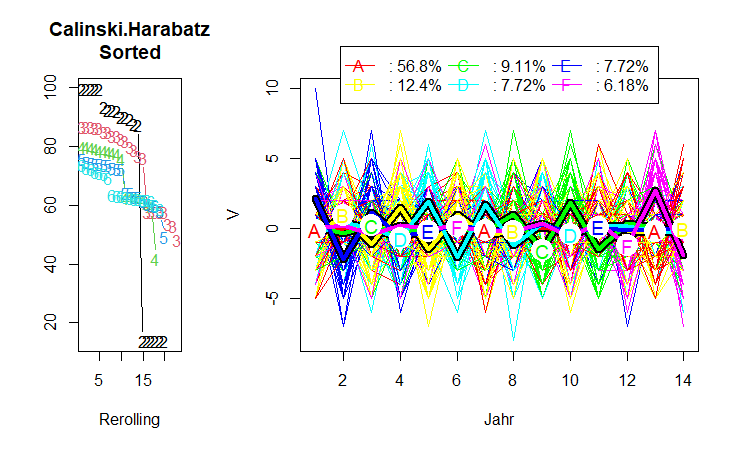 Calinski.Harabatz
Sorted
A : 56.8% C : 9.11% E : 7.72%
B : 12.4% D : 7.72% F : 6.18%
100
80
60
40
20
5 15
Rerolling
10
5
0
-5
V
2 4 6 8 10 12 14
Jahr
A B C D E F A B C D E F A B